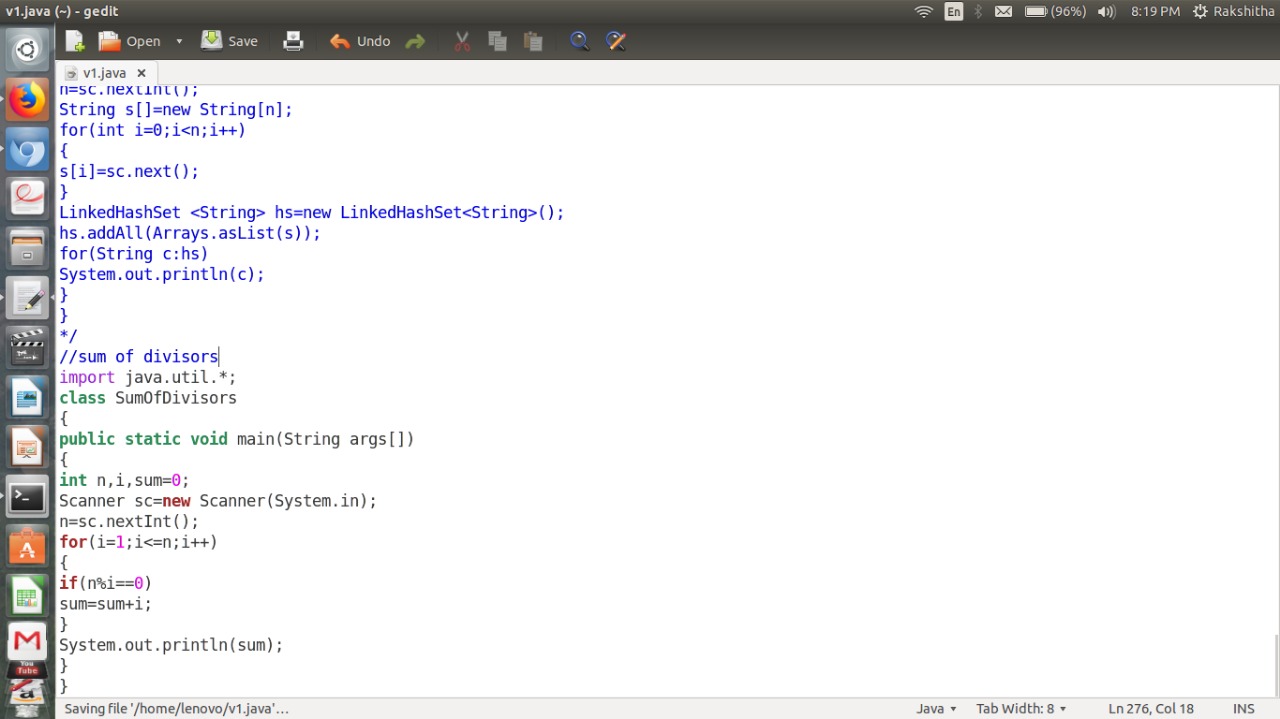 v1.java (~) - gedit
En
(96%)
8:19 PM
Rakshitha
Open
Save
Undo
v1.java ×
n=sc.nextInt();
String s[]=new String[n];
for(int i=0;i<n;i++)
{
s[i]=sc.next();
}
LinkedHashSet <String> hs=new LinkedHashSet<String>();
hs.addAll(Arrays.asList(s));
for(String c:hs)
System.out.println(c);
}
}
*/
//sum of divisors
import java.util.*;
class SumOfDivisors
{
public static void main(String args[])
{
int n,i,sum=0;
Scanner sc=new Scanner(System.in);
n=sc.nextInt();
for(i=1;i<=n;i++)
{
if(n%i==0)
sum=sum+i;
}
System.out.println(sum);
}
}
You
Tube
a
Saving file '/home/lenovo/v1.java'…
Java
Tab Width: 8
Ln 276, Col 18
INS